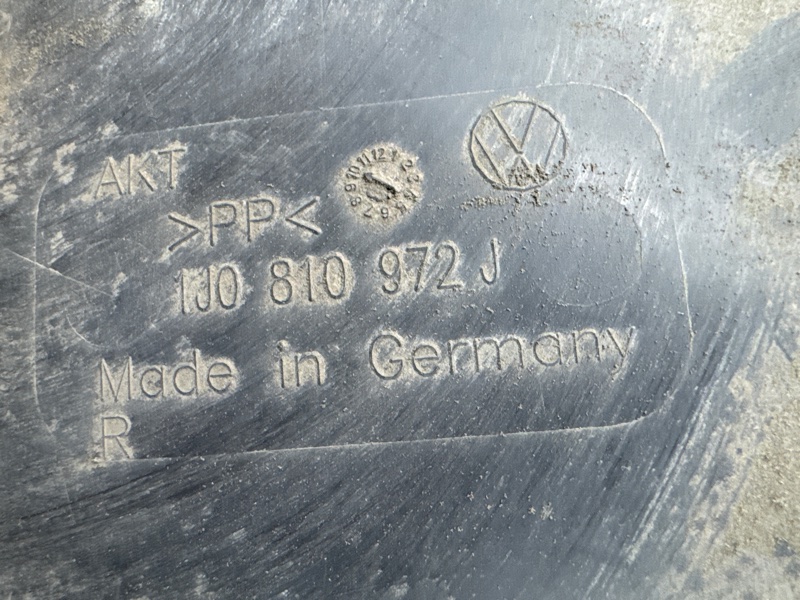 AKT
>PP<
1J0 810 972 J
Made in Germany
R